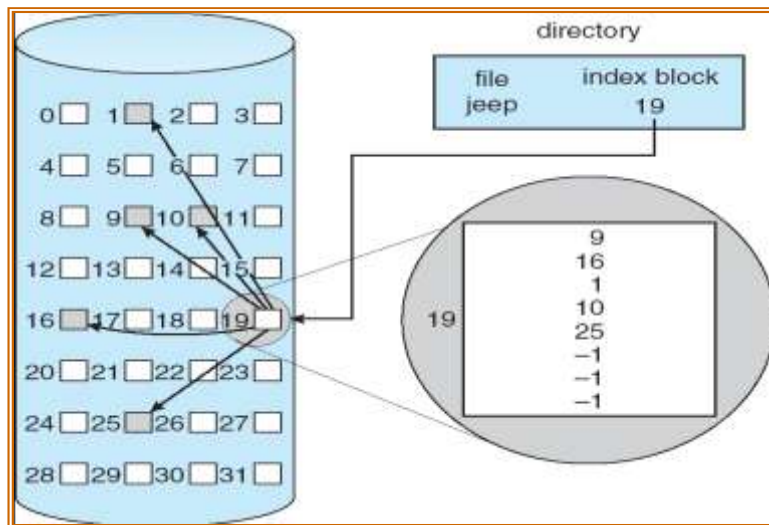 directory
file index block
jeep 19
0 1 2 3
4 5 6 7
8 9 10 11
12 13 14 15
16 17 18 19
20 21 22 23
24 25 26 27
28 29 30 31
19
9
16
1
10
25
–1
–1
–1